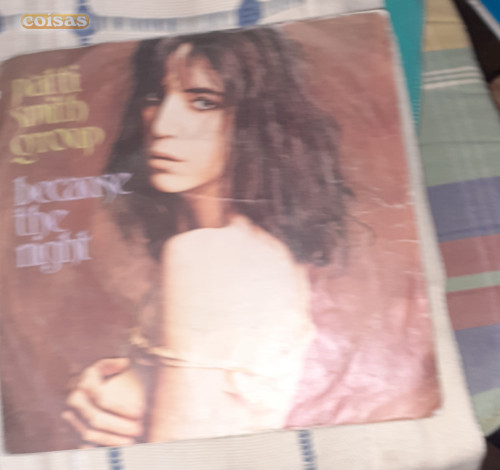 coisas
patti
smith
group
because
the
night